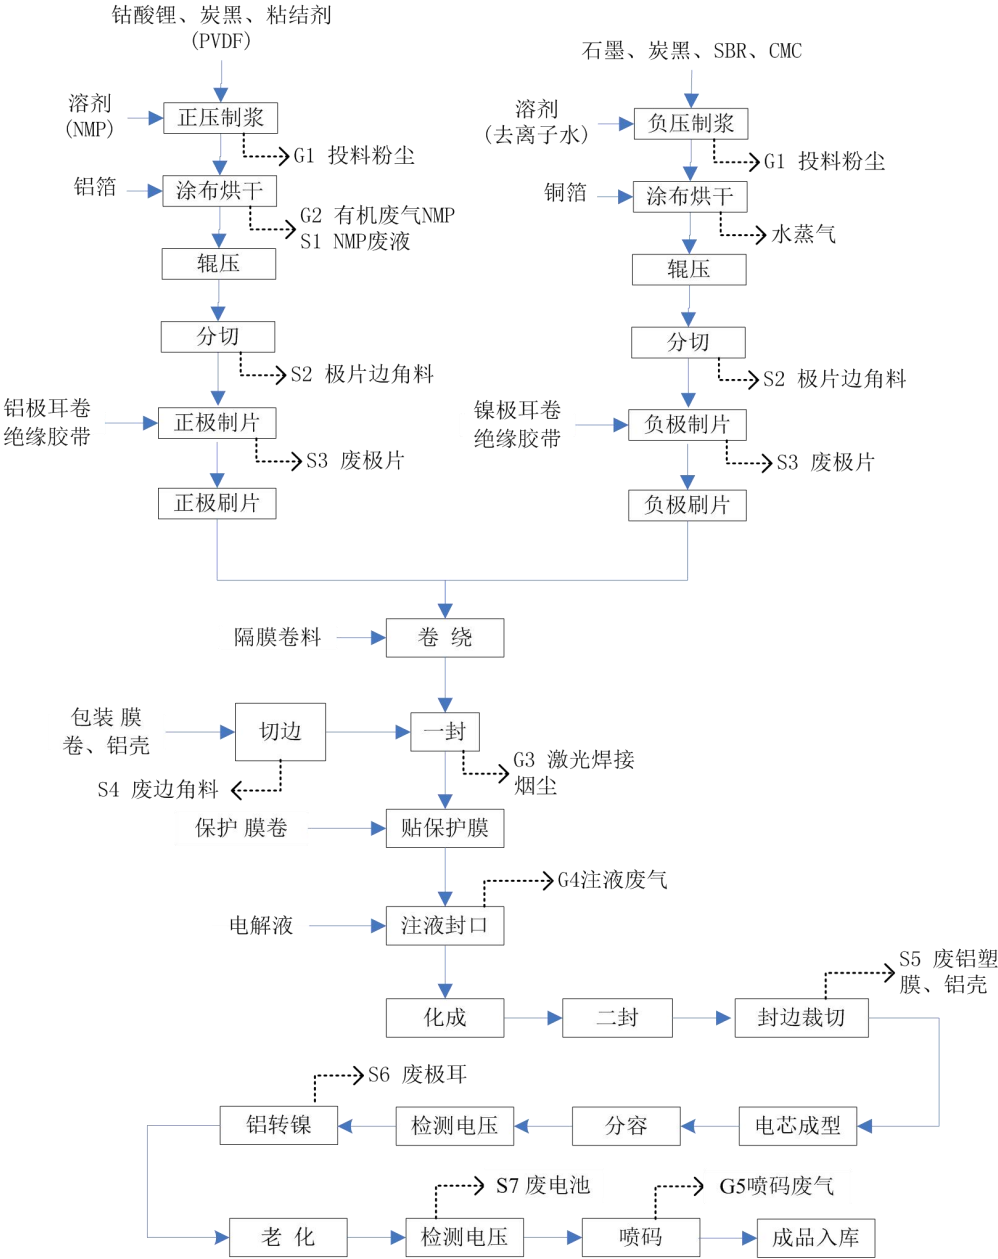 钴酸锂、炭黑、粘结剂
(PVDF)
石墨、炭黑、SBR、CMC
溶剂
(NMP)
正压制浆
溶剂
(去离子水)
负压制浆
G1 投料粉尘
G1 投料粉尘
铝箔
涂布烘干
铜箔
涂布烘干
G2 有机废气NMP
S1 NMP废液
水蒸气
辊压
辊压
分切
分切
S2 极片边角料
S2 极片边角料
铝极耳卷
绝缘胶带
正极制片
镍极耳卷
绝缘胶带
负极制片
S3 废极片
S3 废极片
正极刷片
负极刷片
隔膜卷料
卷 绕
包装 膜
卷、铝壳
切边
一封
G3 激光焊接
烟尘
S4 废边角料
保护 膜卷
贴保护膜
G4注液废气
电解液
注液封口
S5 废铝塑
膜、铝壳
化成
二封
封边裁切
S6 废极耳
铝转镍
检测电压
分容
电芯成型
S7 废电池
G5喷码废气
老 化
检测电压
喷码
成品入库